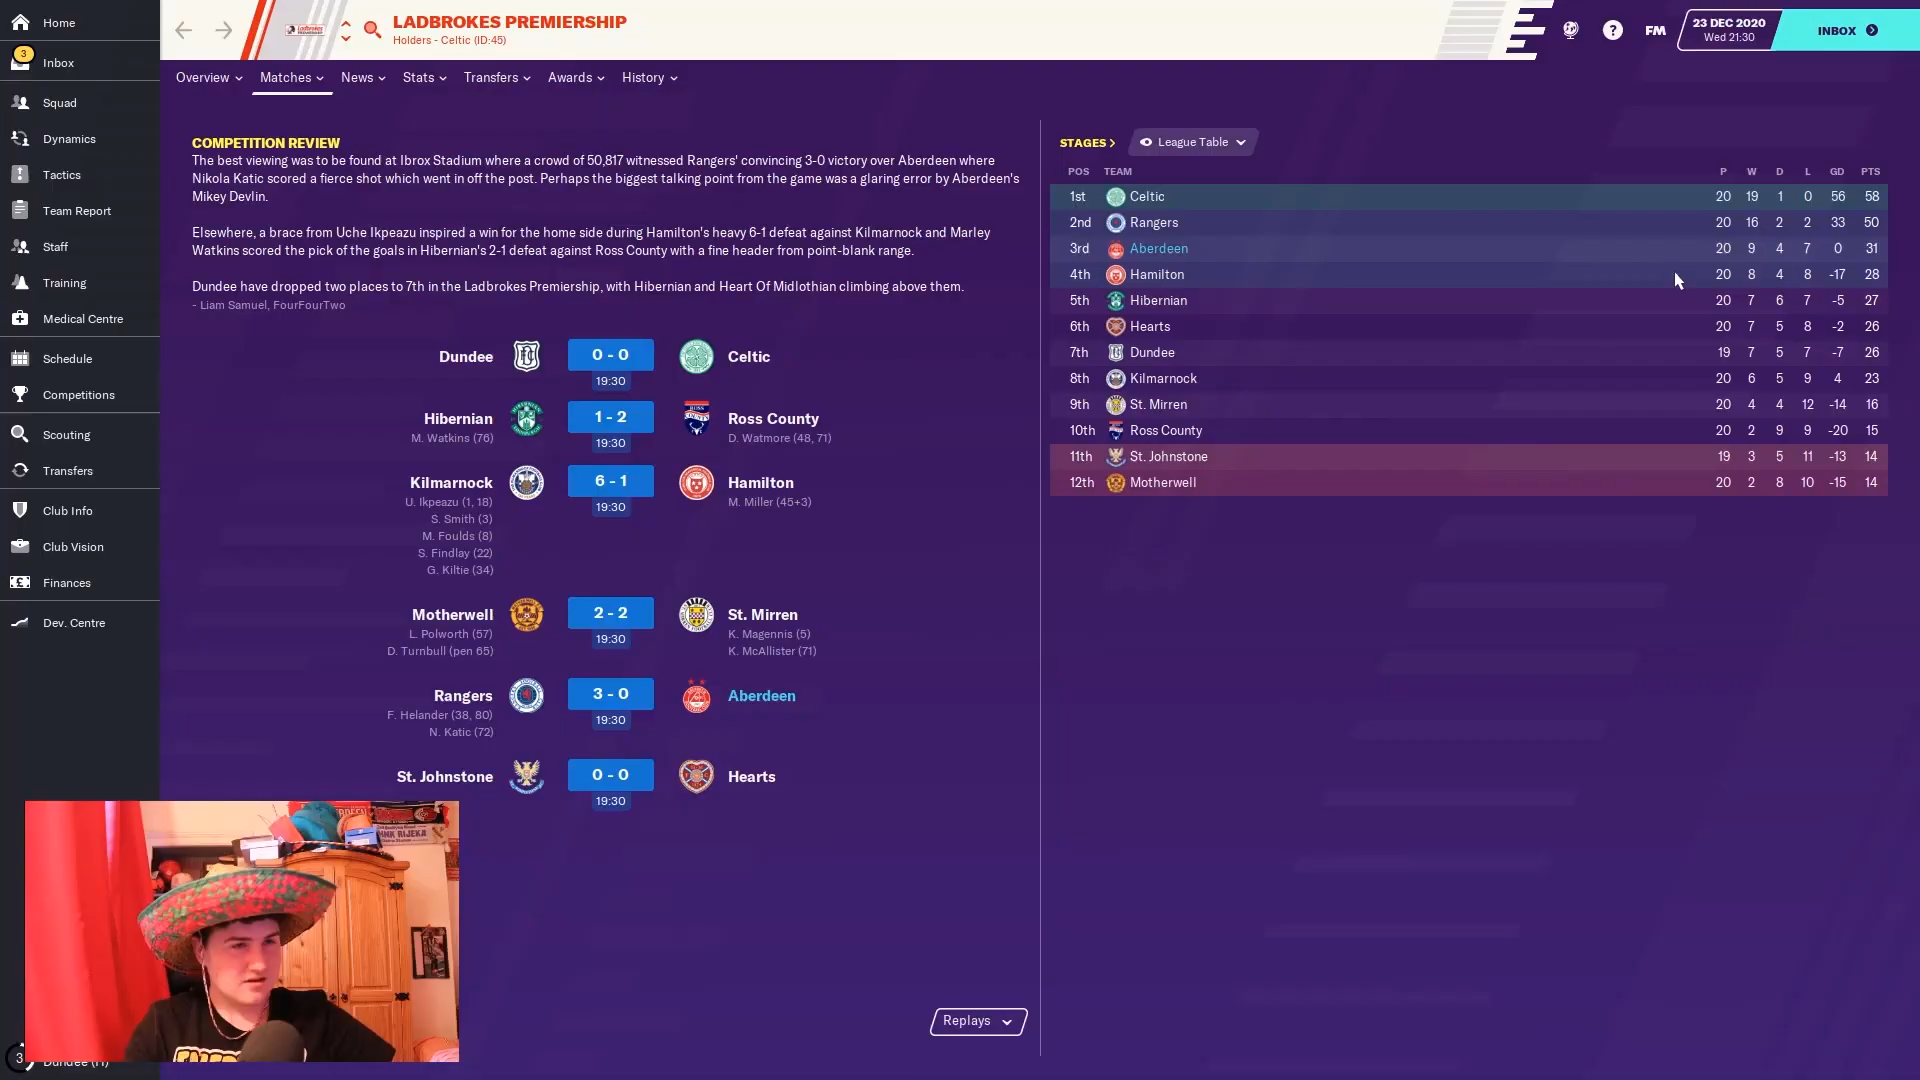 Home
3
Inbox
Squad
Dynamics
Tactics
Team Report
Staff
Training
Medical Centre
Schedule
Competitions
Scouting
Transfers
Club Info
Club Vision
Finances
Dev. Centre
3
LADBROKES PREMIERSHIP
Holders - Celtic (ID:45)
? FM
23 DEC 2020
Wed 21:30
INBOX
Overview Matches News Stats Transfers Awards History
COMPETITION REVIEW
The best viewing was to be found at Ibrox Stadium where a crowd of 50,817 witnessed Rangers' convincing 3-0 victory over Aberdeen where
Nikola Katic scored a fierce shot which went in off the post. Perhaps the biggest talking point from the game was a glaring error by Aberdeen's
Mikey Devlin.
Elsewhere, a brace from Uche Ikpeazu inspired a win for the home side during Hamilton's heavy 6-1 defeat against Kilmarnock and Marley
Watkins scored the pick of the goals in Hibernian's 2-1 defeat against Ross County with a fine header from point-blank range.
Dundee have dropped two places to 7th in the Ladbrokes Premiership, with Hibernian and Heart Of Midlothian climbing above them.
- Liam Samuel, FourFourTwo
Dundee 0 - 0 Celtic
19:30
Hibernian 1 - 2 Ross County
M. Watkins (76) 19:30 D. Watmore (48, 71)
Kilmarnock 6 - 1 Hamilton
U. Ikpeazu (1, 18) 19:30 M. Miller (45+3)
S. Smith (3)
M. Foulds (8)
S. Findlay (22)
G. Kiltie (34)
Motherwell 2 - 2 St. Mirren
L. Polworth (57) 19:30 K. Magennis (5)
D. Turnbull (pen 65) K. McAllister (71)
Rangers 3 - 0 Aberdeen
F. Helander (38, 80) 19:30
N. Katic (72)
St. Johnstone 0 - 0 Hearts
19:30
Replays
STAGES > League Table
POS TEAM P W D L GD PTS
1st Celtic 20 19 1 0 56 58
2nd Rangers 20 16 2 2 33 50
3rd Aberdeen 20 9 4 7 0 31
4th Hamilton 20 8 4 8 -17 28
5th Hibernian 20 7 6 7 -5 27
6th Hearts 20 7 5 8 -2 26
7th Dundee 19 7 5 7 -7 26
8th Kilmarnock 20 6 5 9 4 23
9th St. Mirren 20 4 4 12 -14 16
10th Ross County 20 2 9 9 -20 15
11th St. Johnstone 19 3 5 11 -13 14
12th Motherwell 20 2 8 10 -15 14
RIJEKA